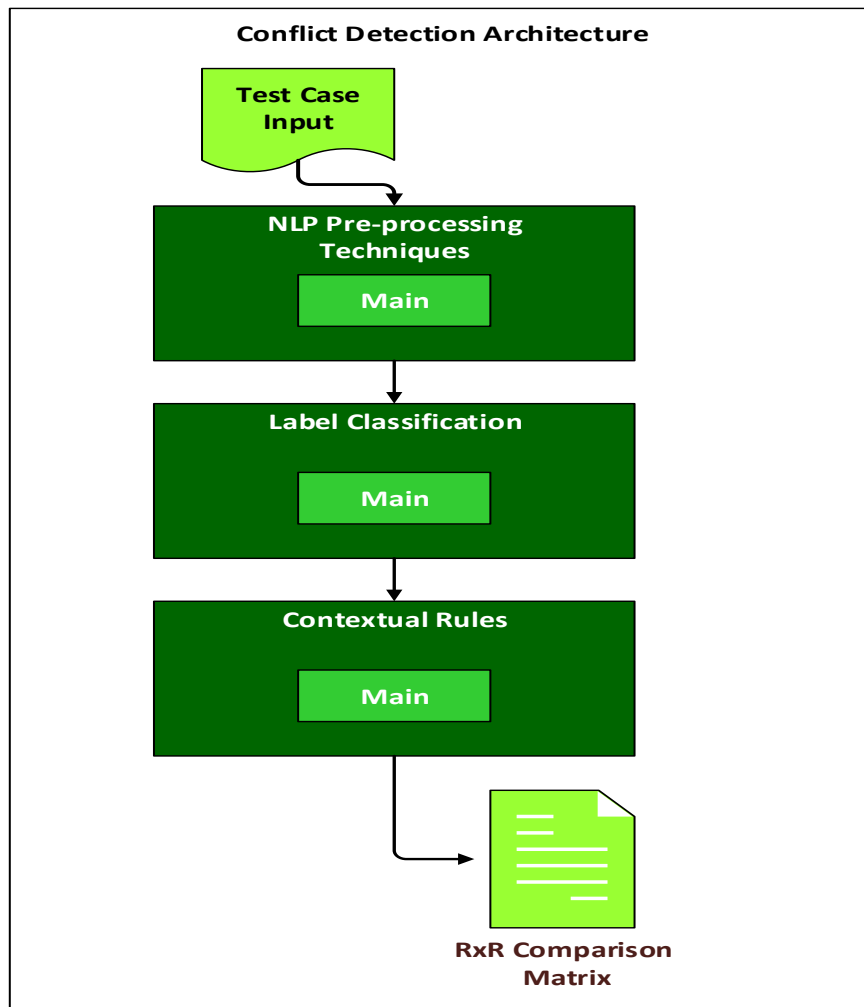 Conflict Detection Architecture
Test Case
Input
NLP Pre-processing
Techniques
Main
Label Classification
Main
Contextual Rules
Main
RxR Comparison
Matrix